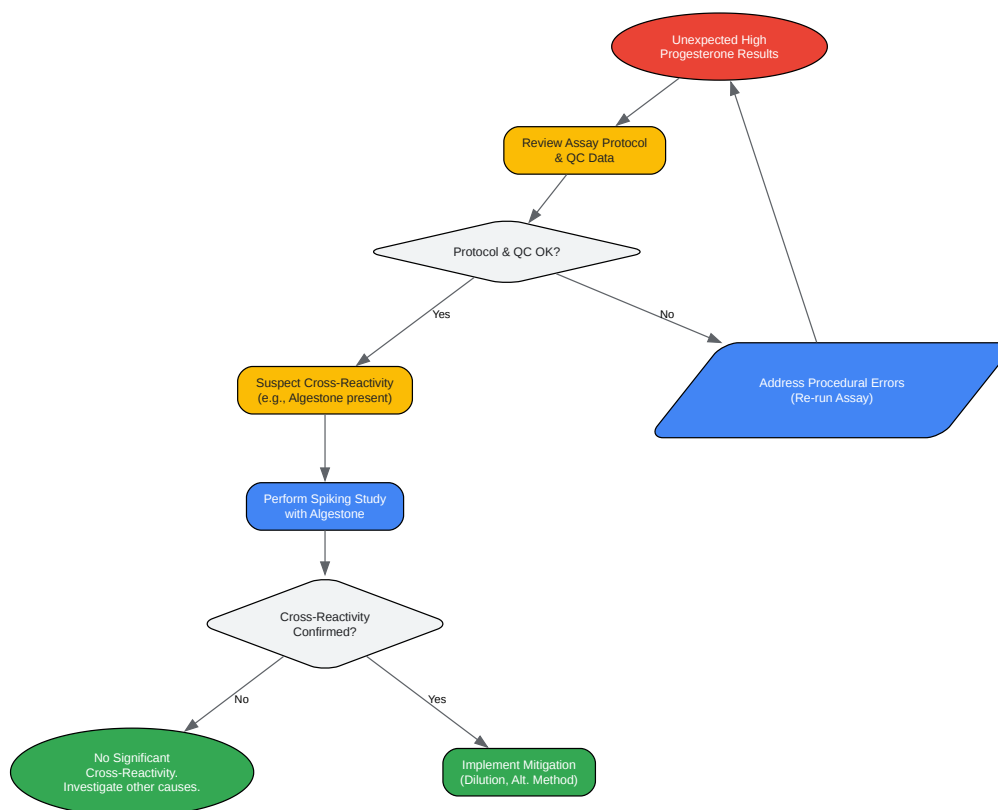 Unexpected High
Progesterone Results
Review Assay Protocol
& QC Data
Protocol & QC OK?
Yes
No
Suspect Cross-Reactivity
(e.g., Algestone present)
Address Procedural Errors
(Re-run Assay)
Perform Spiking Study
with Algestone
Cross-Reactivity
Confirmed?
No
Yes
No Significant
Cross-Reactivity.
Investigate other causes.
Implement Mitigation
(Dilution, Alt. Method)